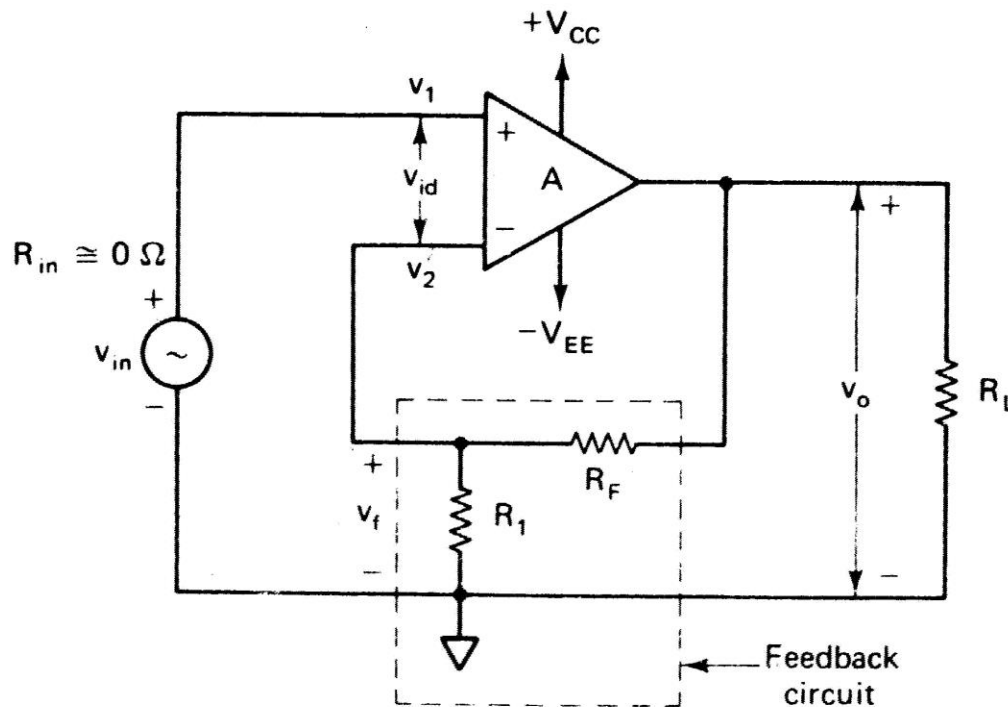 +V_CC
v_1
+
A
v_id
−
v_2
R_in ≅ 0 Ω
+
v_in
~
−
−V_EE
+
v_o
−
R_L
+
v_f
−
R_F
R_1
Feedback
circuit